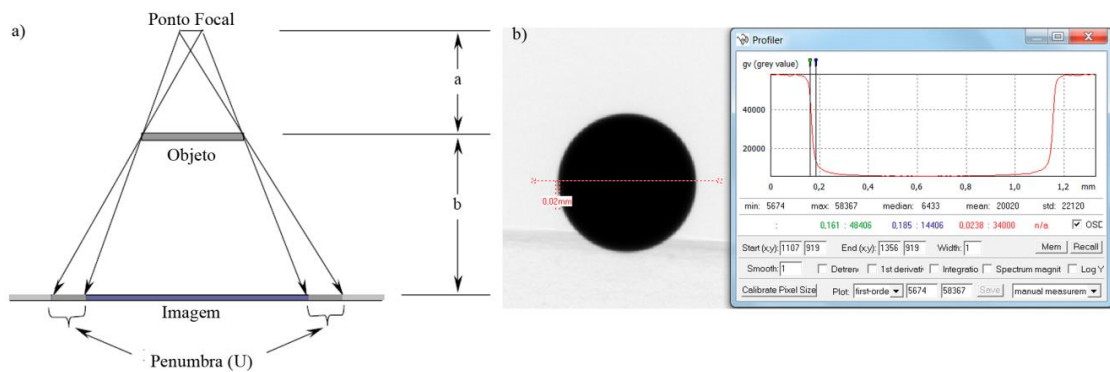 a)
Ponto Focal
a
Objeto
b
Imagem
Penumbra (U)
b)
0,02mm
Profiler
gv (grey value)
40000
20000
0 0,2 0,4 0,6 0,8 1,0 1,2 mm
min: 5674 max: 58367 median: 6433 mean: 20020 std: 22120
: 0,161 : 48406 0,185 : 14406 0,0238 : 34000 n/a OSD
Start (x,y): 1107 919 End (x,y): 1356 919 Width: 1 Mem Recall
Smooth: 1 Detren 1st derivati Integratio Spectrum magnit Log Y
Calibrate Pixel Size Plot: first-orde 5674 58367 Save manual measurem